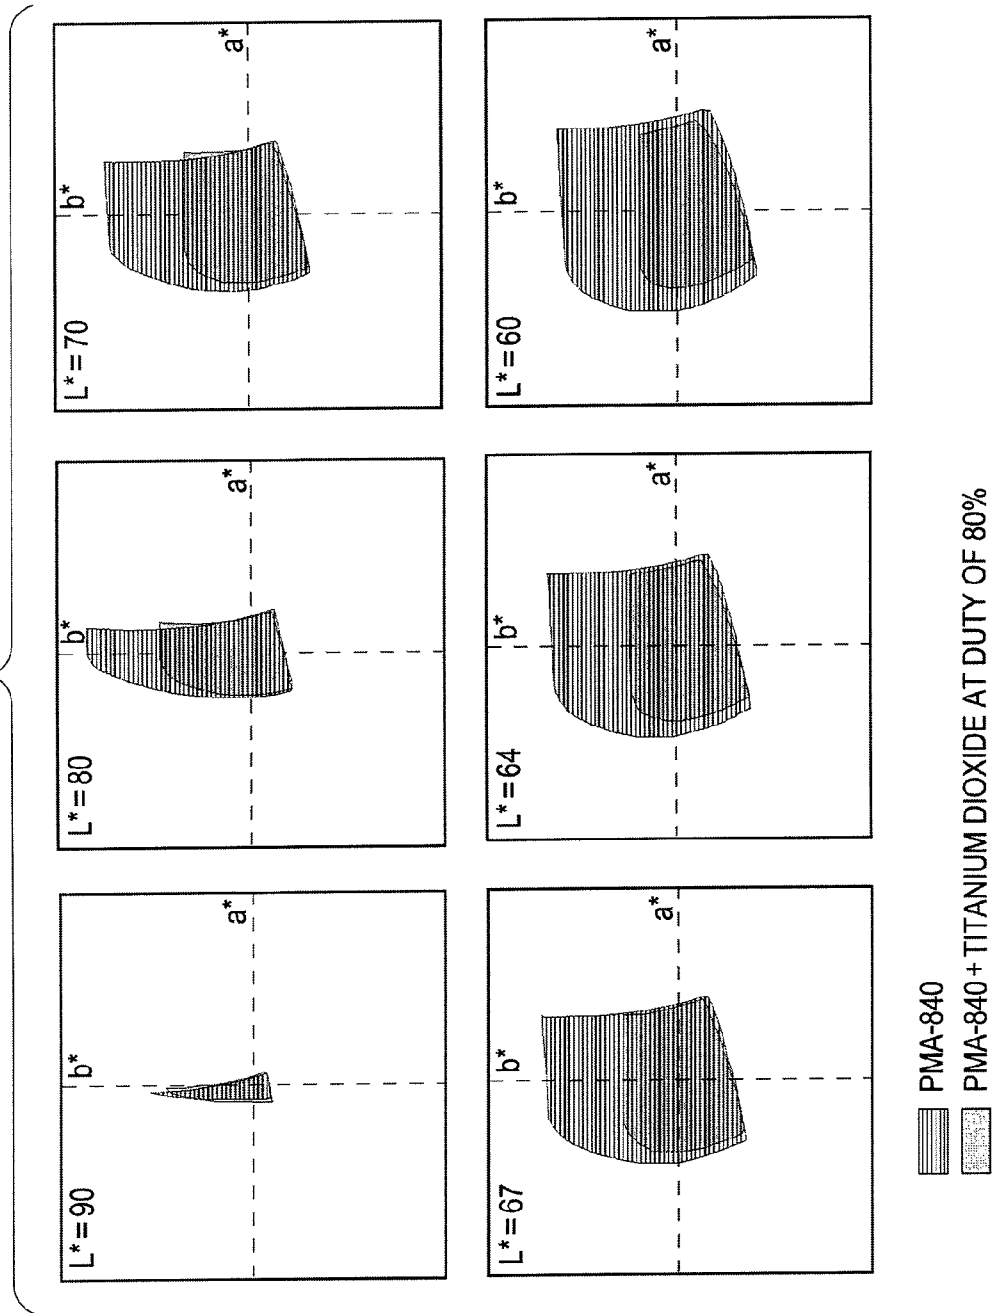 L*=90
b*
a*
L*=80
b*
a*
L*=70
b*
a*
L*=67
b*
a*
L*=64
b*
a*
L*=60
b*
a*
PMA-840
PMA-840+TITANIUM DIOXIDE AT DUTY OF 80%